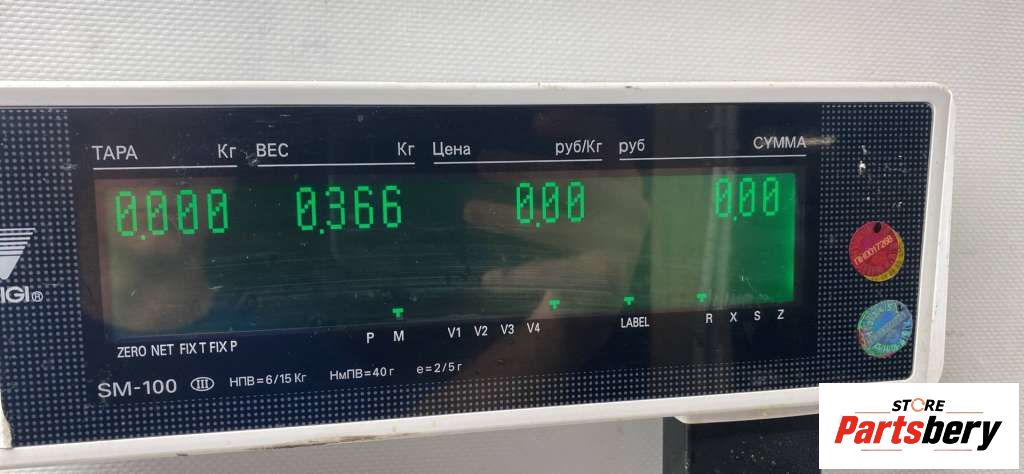 ТАРА Кг ВЕС Кг Цена руб/Кг руб СУММА
0.000 0.366 0.00 0.00
IGI®
ZERO NET FIX T FIX P P M V1 V2 V3 V4 LABEL R X S Z
SM-100 III НПВ=6/15 Кг НмПВ=40 г e=2/5 г
STORE
Partsbery